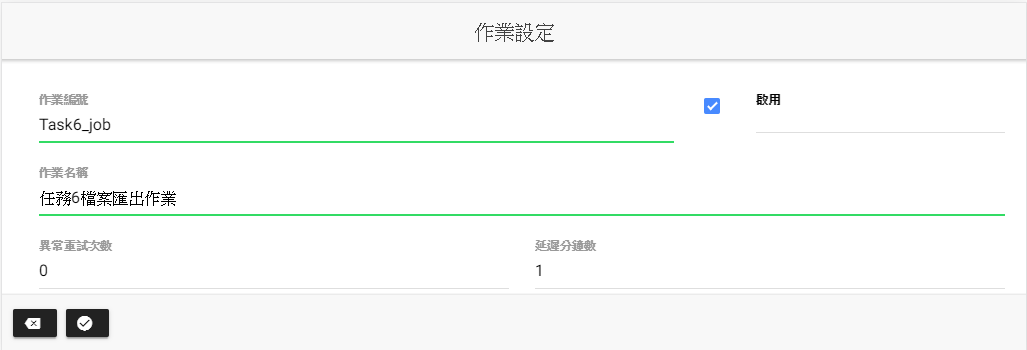 作業設定
作業編號
啟用
Task6_job
作業名稱
任務6檔案匯出作業
異常重試次數
延遲分鐘數
0
1